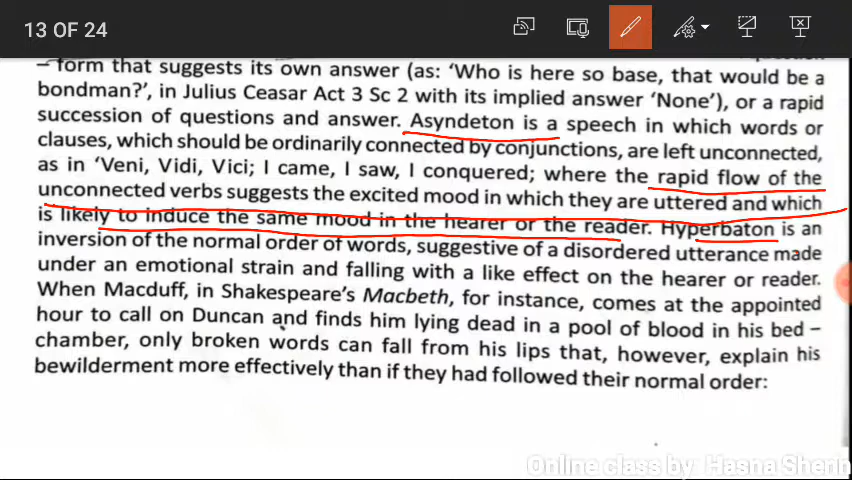 13 OF 24
– form that suggests its own answer (as: ‘Who is here so base, that would be a
bondman?’, in Julius Ceasar Act 3 Sc 2 with its implied answer ‘None’), or a rapid
succession of questions and answer. Asyndeton is a speech in which words or
clauses, which should be ordinarily connected by conjunctions, are left unconnected,
as in ‘Veni, Vidi, Vici; I came, I saw, I conquered; where the rapid flow of the
unconnected verbs suggests the excited mood in which they are uttered and which
is likely to induce the same mood in the hearer or the reader. Hyperbaton is an
inversion of the normal order of words, suggestive of a disordered utterance made
under an emotional strain and falling with a like effect on the hearer or reader.
When Macduff, in Shakespeare’s Macbeth, for instance, comes at the appointed
hour to call on Duncan and finds him lying dead in a pool of blood in his bed –
chamber, only broken words can fall from his lips that, however, explain his
bewilderment more effectively than if they had followed their normal order:
Online class by: Hasna Sherin